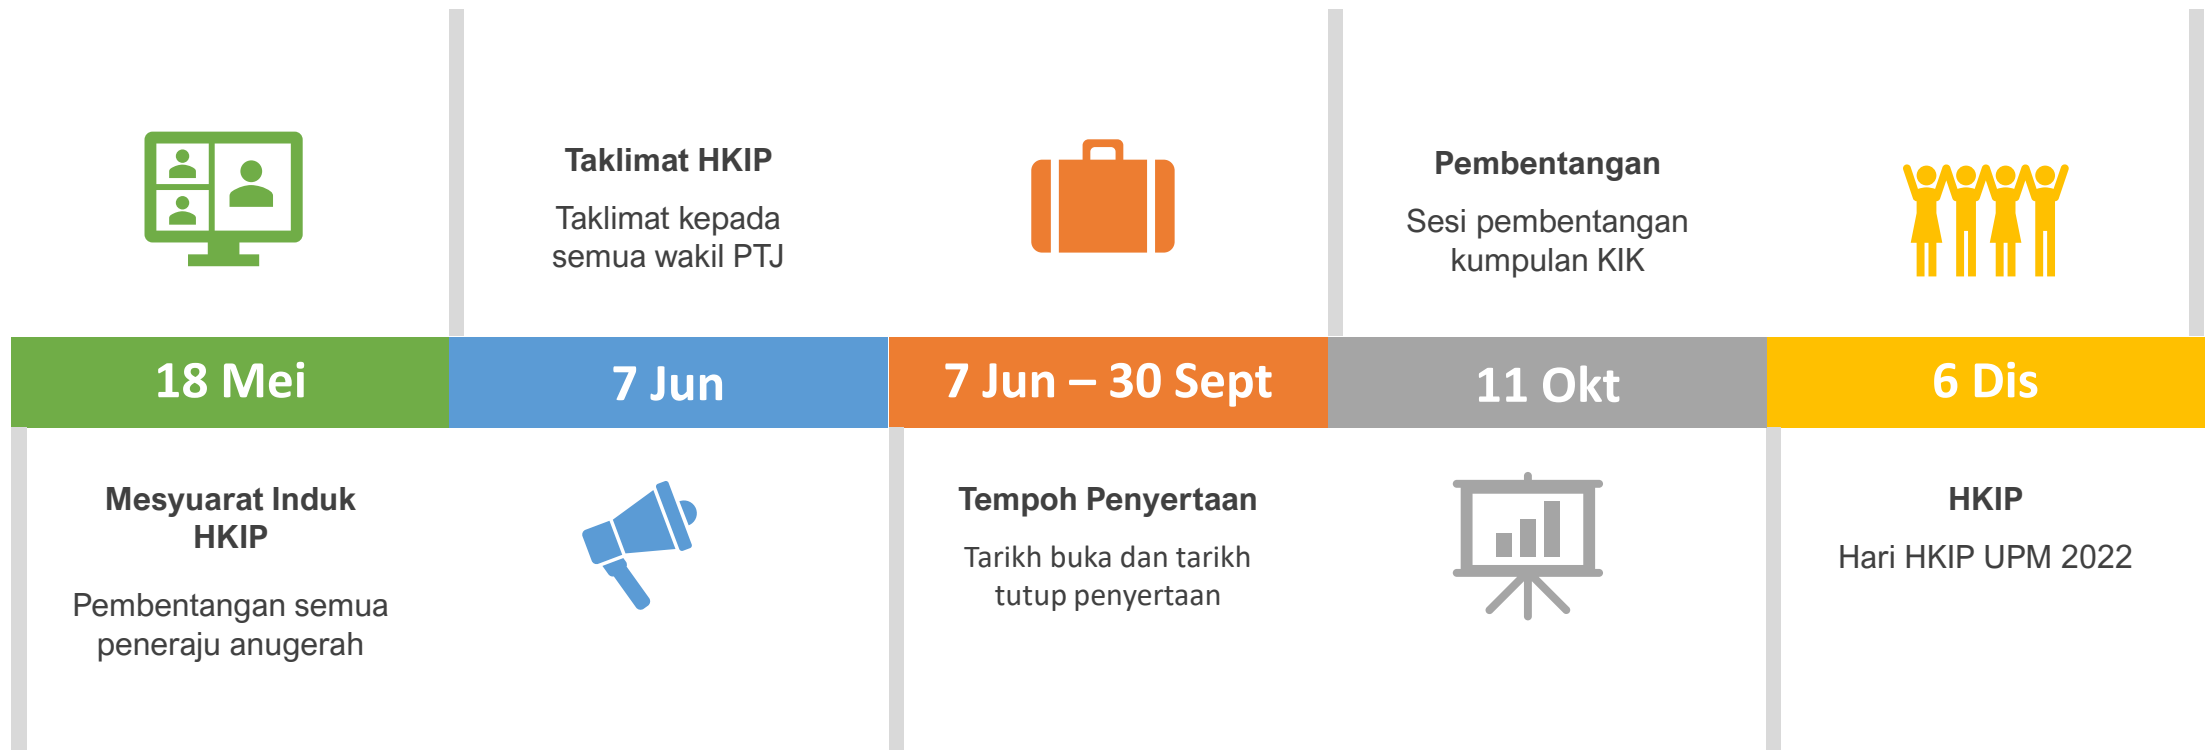 Taklimat HKIP
Taklimat kepada
semua wakil PTJ
Pembentangan
Sesi pembentangan
kumpulan KIK
18 Mei
7 Jun
7 Jun – 30 Sept
11 Okt
6 Dis
Mesyuarat Induk
HKIP
Pembentangan semua
peneraju anugerah
Tempoh Penyertaan
Tarikh buka dan tarikh
tutup penyertaan
HKIP
Hari HKIP UPM 2022